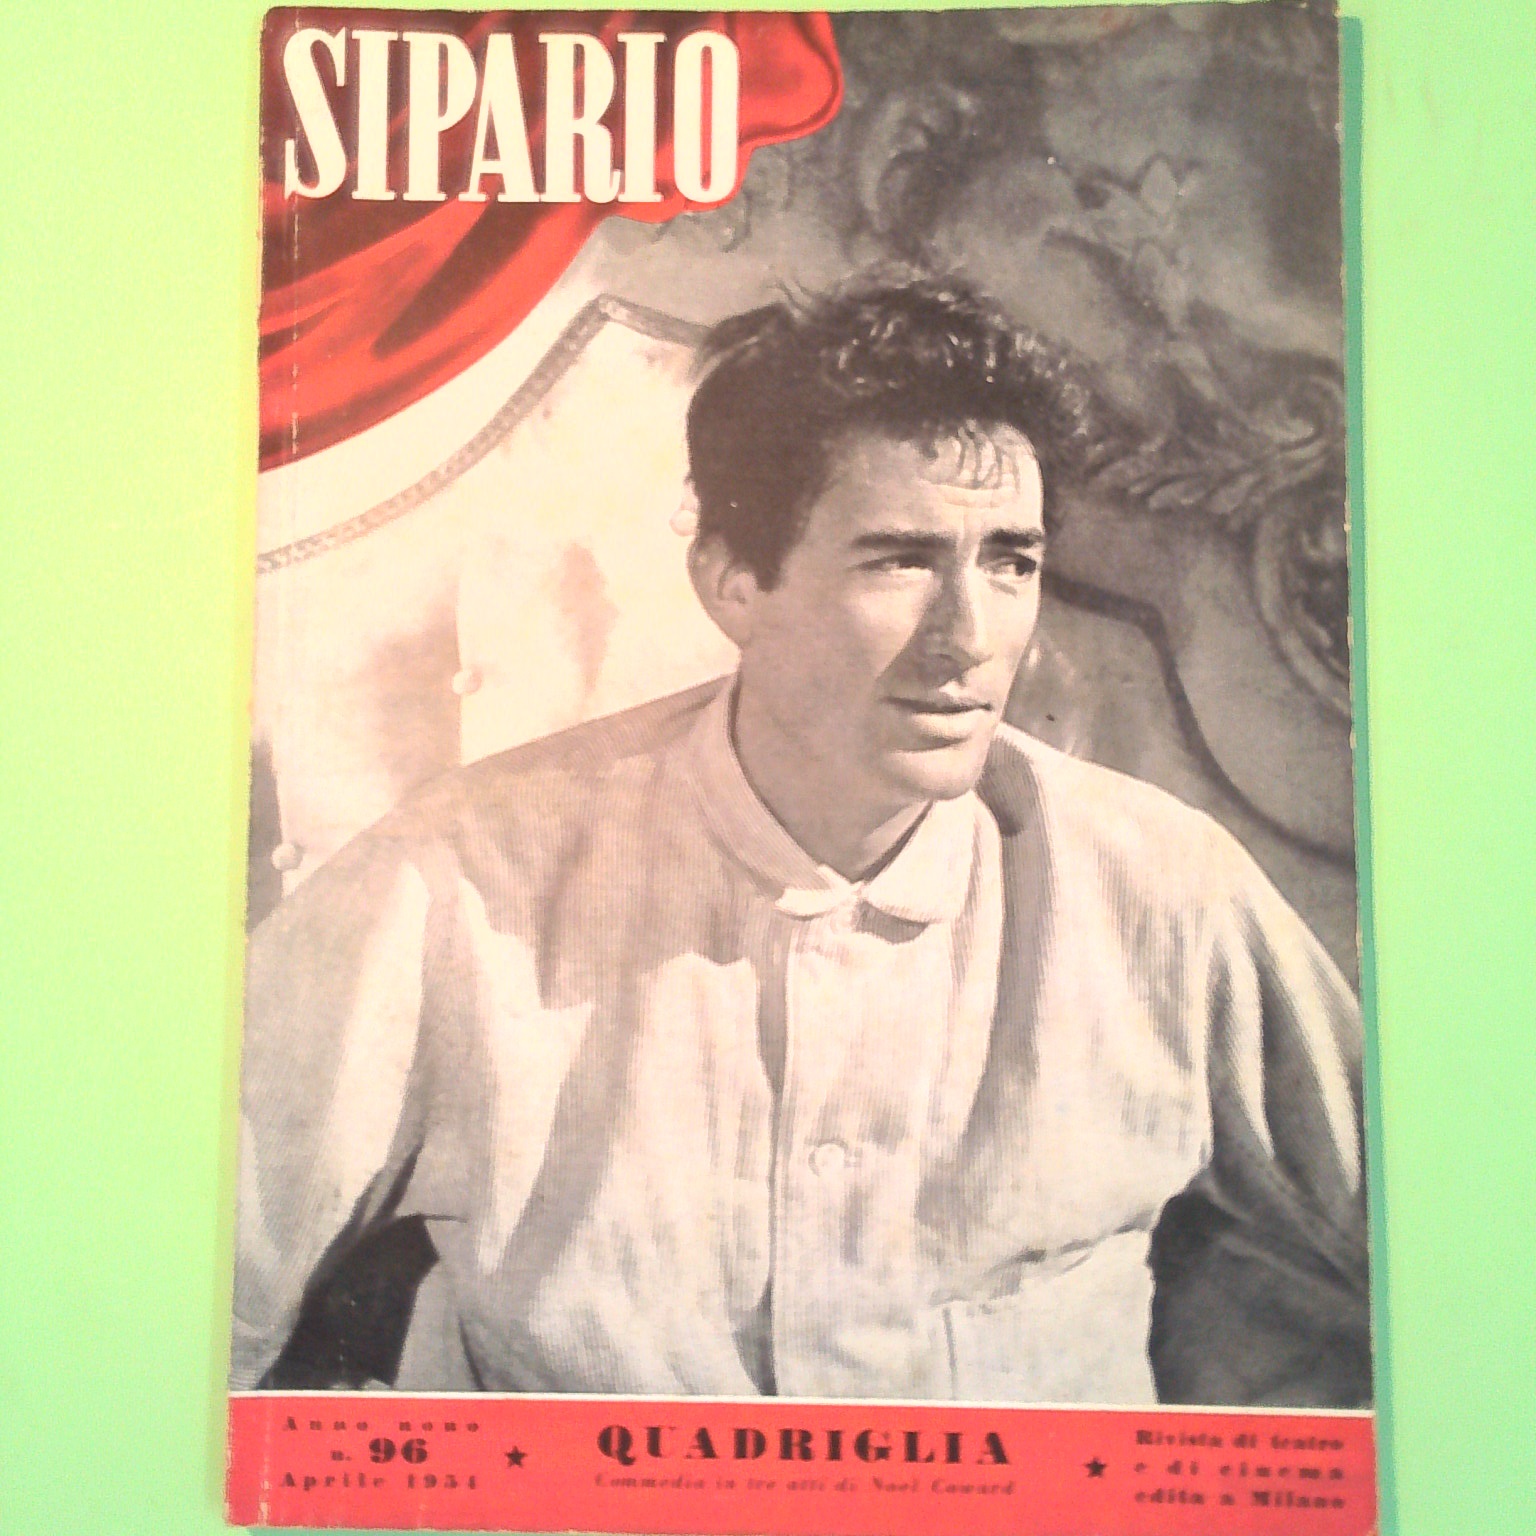 SIPARIO
Anno nono
n. 96
Aprile 1954
★
QUADRIGLIA
Commedia in tre atti di Noel Coward
★
Rivista di teatro
e di cinema
edita a Milano